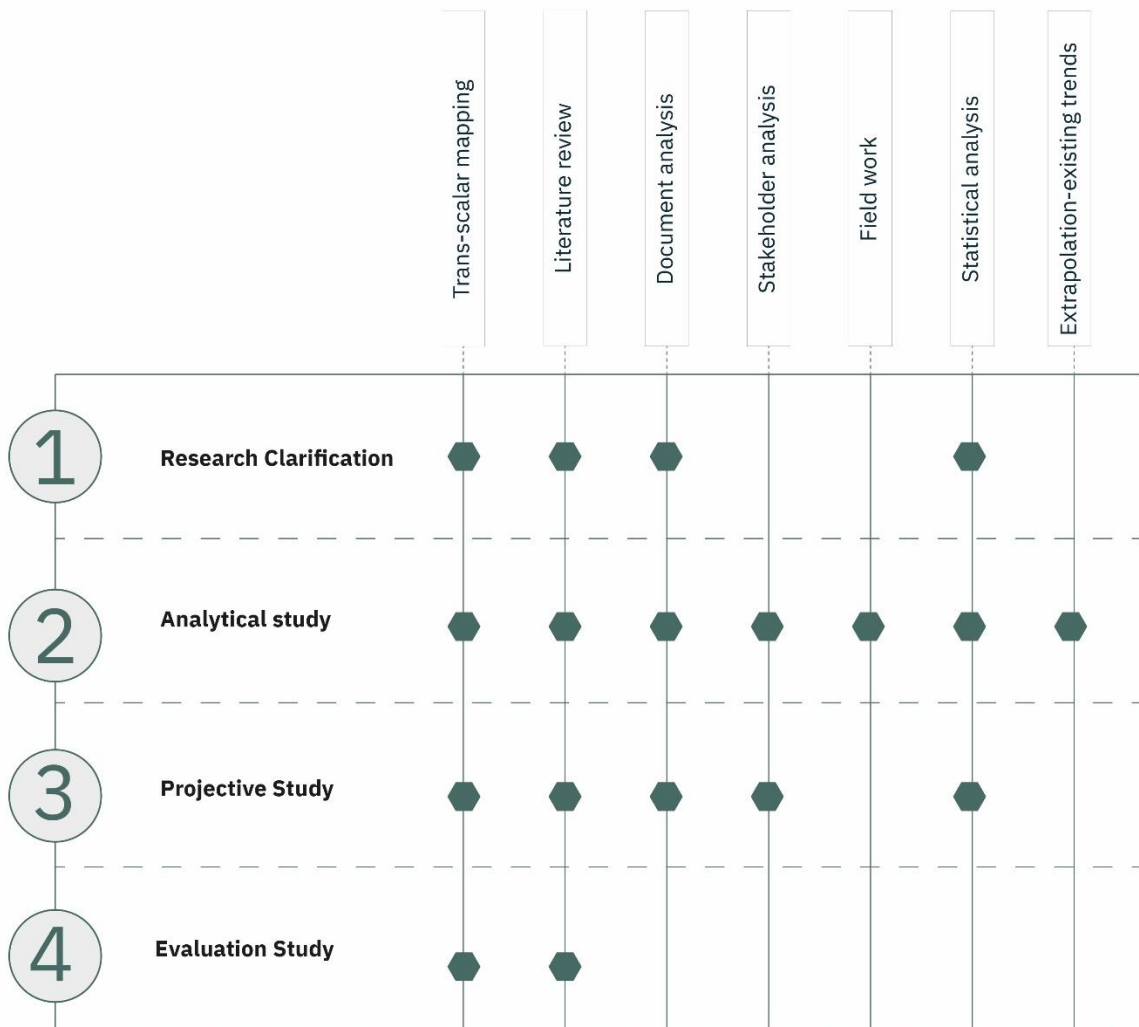 Trans-scalar mapping
Literature review
Document analysis
Stakeholder analysis
Field work
Statistical analysis
Extrapolation-existing trends
1
Research Clarification
2
Analytical study
3
Projective Study
4
Evaluation Study